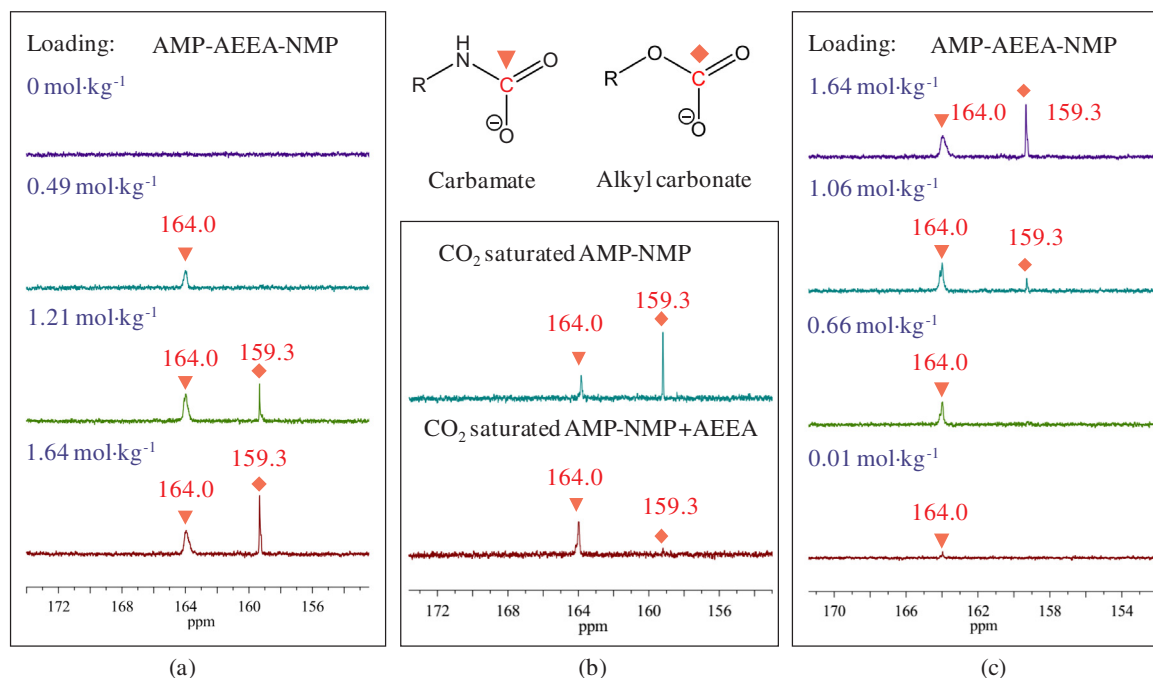 Loading: AMP-AEEA-NMP
0 mol·kg⁻¹
0.49 mol·kg⁻¹
164.0
1.21 mol·kg⁻¹
164.0 159.3
1.64 mol·kg⁻¹
164.0 159.3
172 168 164 160 156
ppm
(a)
H
N C O R ⊖ O
R O C O ⊖ O
Carbamate Alkyl carbonate
CO₂ saturated AMP-NMP
164.0 159.3
CO₂ saturated AMP-NMP+AEEA
164.0 159.3
172 168 164 160 156
ppm
(b)
Loading: AMP-AEEA-NMP
1.64 mol·kg⁻¹
164.0 159.3
1.06 mol·kg⁻¹
164.0 159.3
0.66 mol·kg⁻¹
164.0
0.01 mol·kg⁻¹
164.0
170 166 162 158 154
ppm
(c)